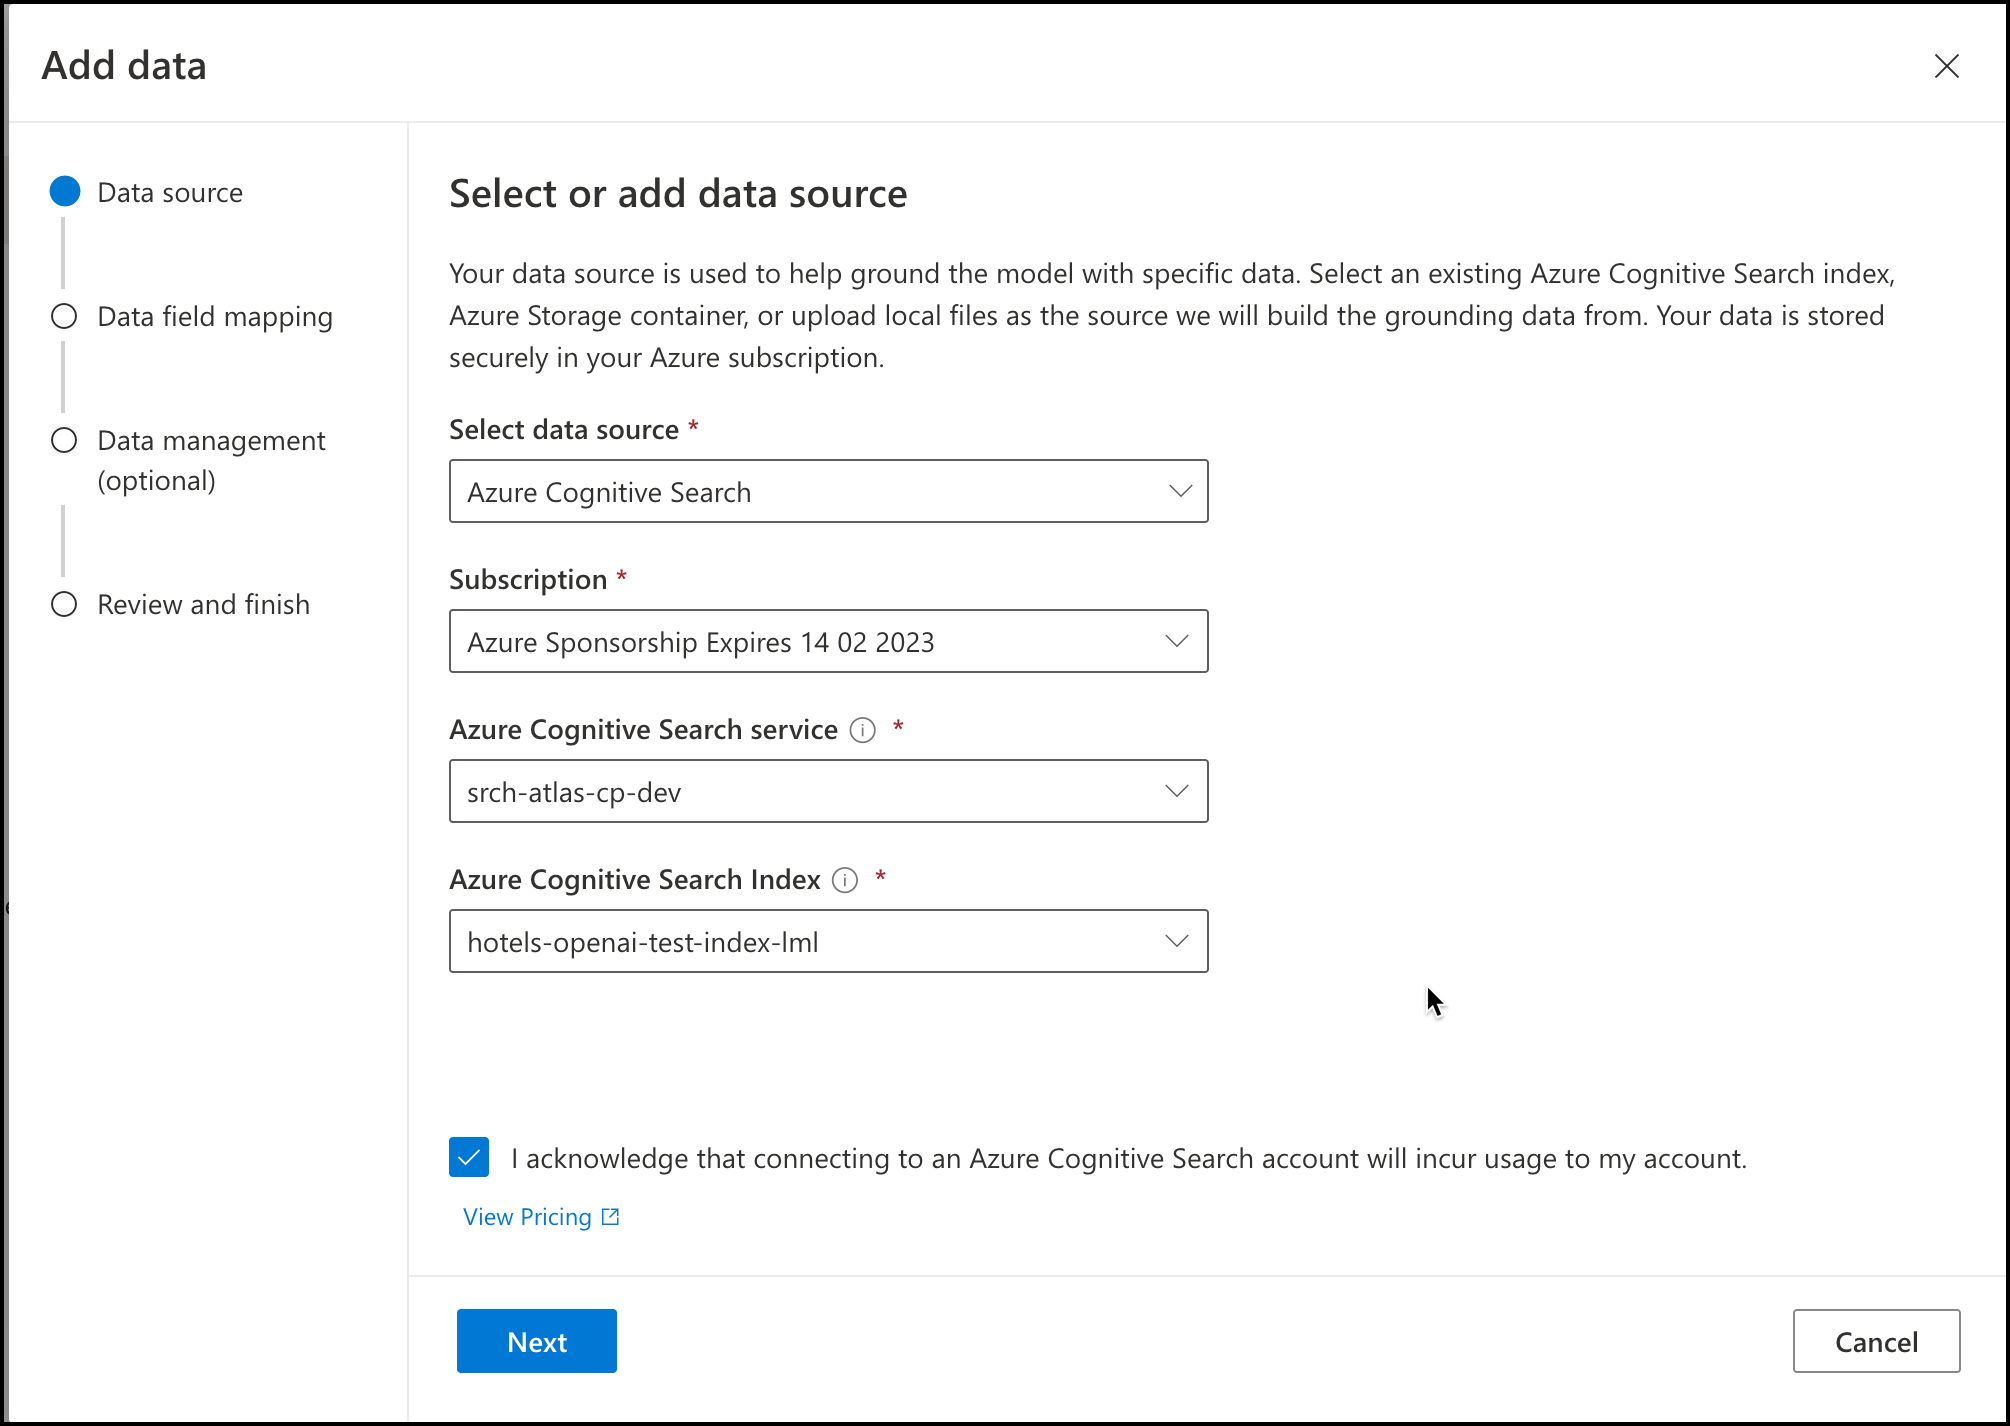 Add data
Data source
Data field mapping
Data management
(optional)
Review and finish
Select or add data source
Your data source is used to help ground the model with specific data. Select an existing Azure Cognitive Search index,
Azure Storage container, or upload local files as the source we will build the grounding data from. Your data is stored
securely in your Azure subscription.
Select data source *
Azure Cognitive Search
Subscription *
Azure Sponsorship Expires 14 02 2023
Azure Cognitive Search service *
srch-atlas-cp-dev
Azure Cognitive Search Index *
hotels-openai-test-index-lml
I acknowledge that connecting to an Azure Cognitive Search account will incur usage to my account.
View Pricing
Next
Cancel